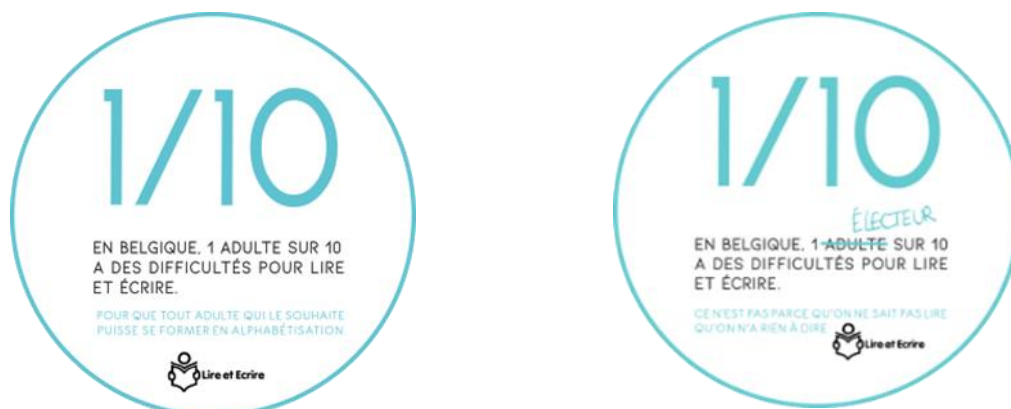 1/10
EN BELGIQUE, 1 ADULTE SUR 10
A DES DIFFICULTÉS POUR LIRE
ET ÉCRIRE.
POUR QUE TOUT ADULTE QUI LE SOUHAITE
PUISSE SE FORMER EN ALPHABÉTISATION
Lire et Ecrire
1/10
ÉLECTEUR
EN BELGIQUE, 1 ADULTE SUR 10
A DES DIFFICULTÉS POUR LIRE
ET ÉCRIRE.
CE N'EST PAS PARCE QU'ON NE SAIT PAS LIRE
QU'ON N'A RIEN À DIRE
Lire et Ecrire